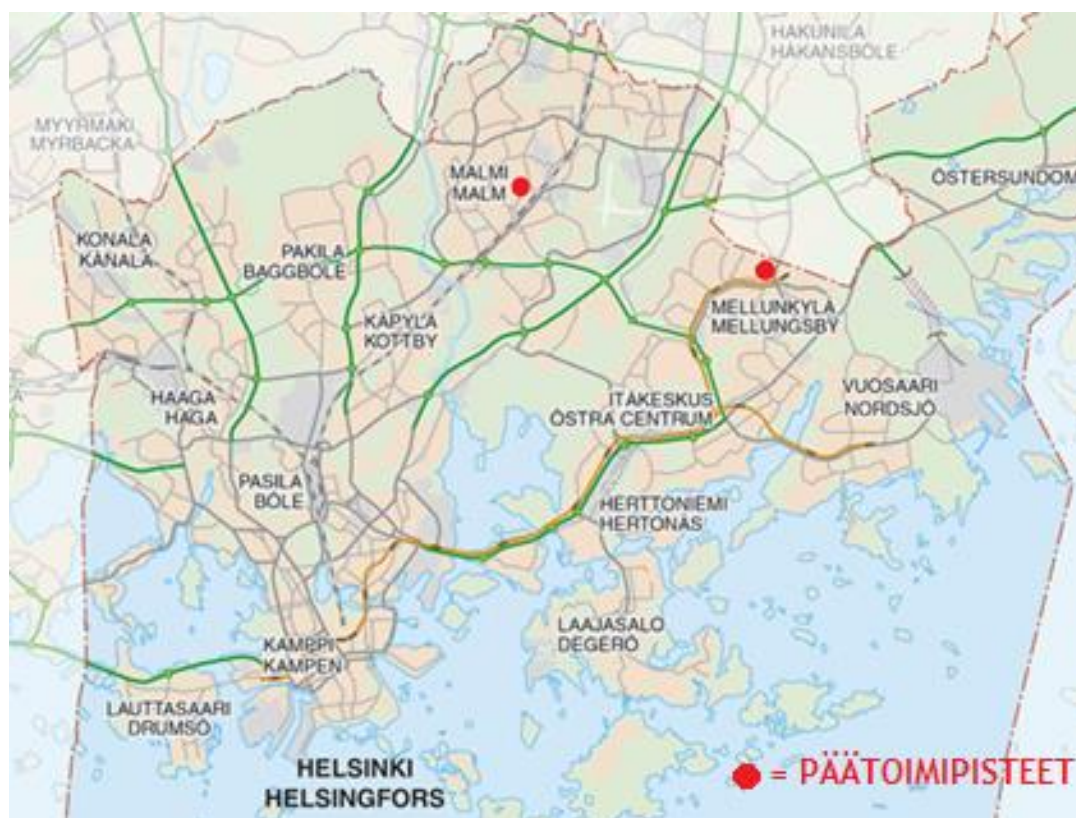 HAKUNILA
HÅKANSBÖLE
MYYRMÄKI
MYRBACKA
MALMI
MALM
ÖSTERSUNDOM
KONALA
KÅNALA
PAKILA
BAGGBÖLE
MELLUNKYLÄ
MELLUNGSBY
KÄPYLÄ
KOTTBY
VUOSAARI
NORDSJÖ
HAAGA
HAGA
ITÄKESKUS
ÖSTRA CENTRUM
PASILA
BÖLE
HERTTONIEMI
HERTONÄS
LAAJASALO
DEGERÖ
KAMPPI
KAMPEN
LAUTTASAARI
DRUMSÖ
HELSINKI
HELSINGFORS
= PÄÄTOIMIPISTEET